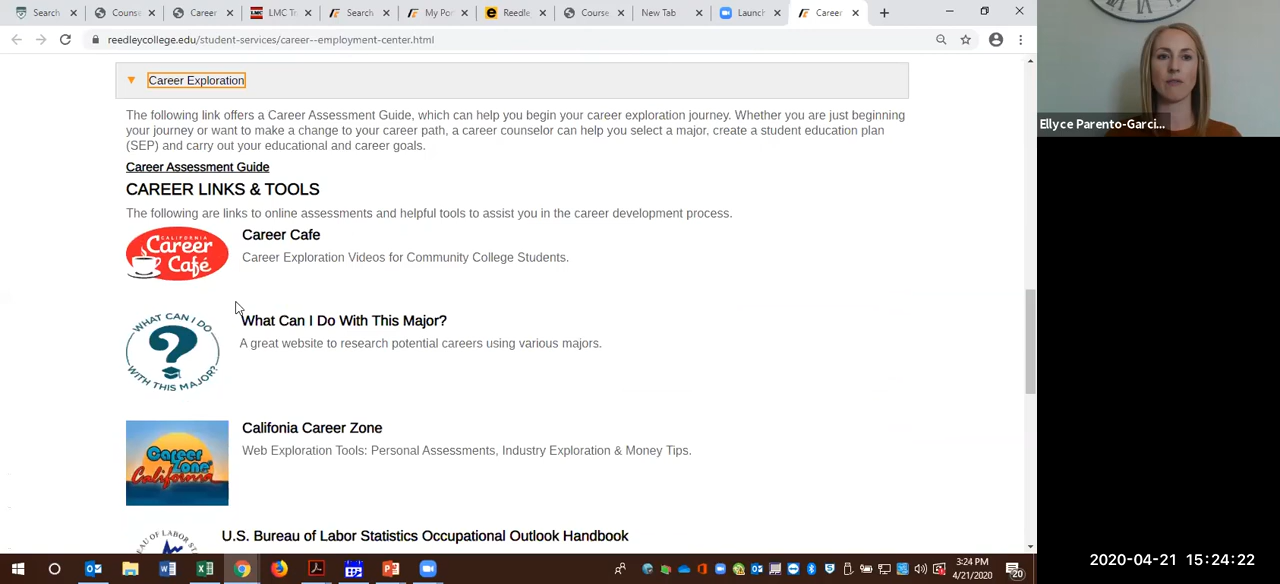 Search
Couns
Career
LMC Tr
Search
My Por
Reedle
Course
New Tab
Launch
Career
reedleycollege.edu/student-services/career--employment-center.html
Ellyce Parento-Garci...
Career Exploration
The following link offers a Career Assessment Guide, which can help you begin your career exploration journey. Whether you are just beginning
your journey or want to make a change to your career path, a career counselor can help you select a major, create a student education plan
(SEP) and carry out your educational and career goals.
Career Assessment Guide
CAREER LINKS & TOOLS
The following are links to online assessments and helpful tools to assist you in the career development process.
CALIFORNIA
Career
Café
Career Cafe
Career Exploration Videos for Community College Students.
WHAT CAN I DO
?
WITH THIS MAJOR?
What Can I Do With This Major?
A great website to research potential careers using various majors.
Career
Zone
California
Califonia Career Zone
Web Exploration Tools: Personal Assessments, Industry Exploration & Money Tips.
U.S. Bureau of Labor Statistics Occupational Outlook Handbook
3:24 PM
4/21/2020
20
2020-04-21 15:24:22